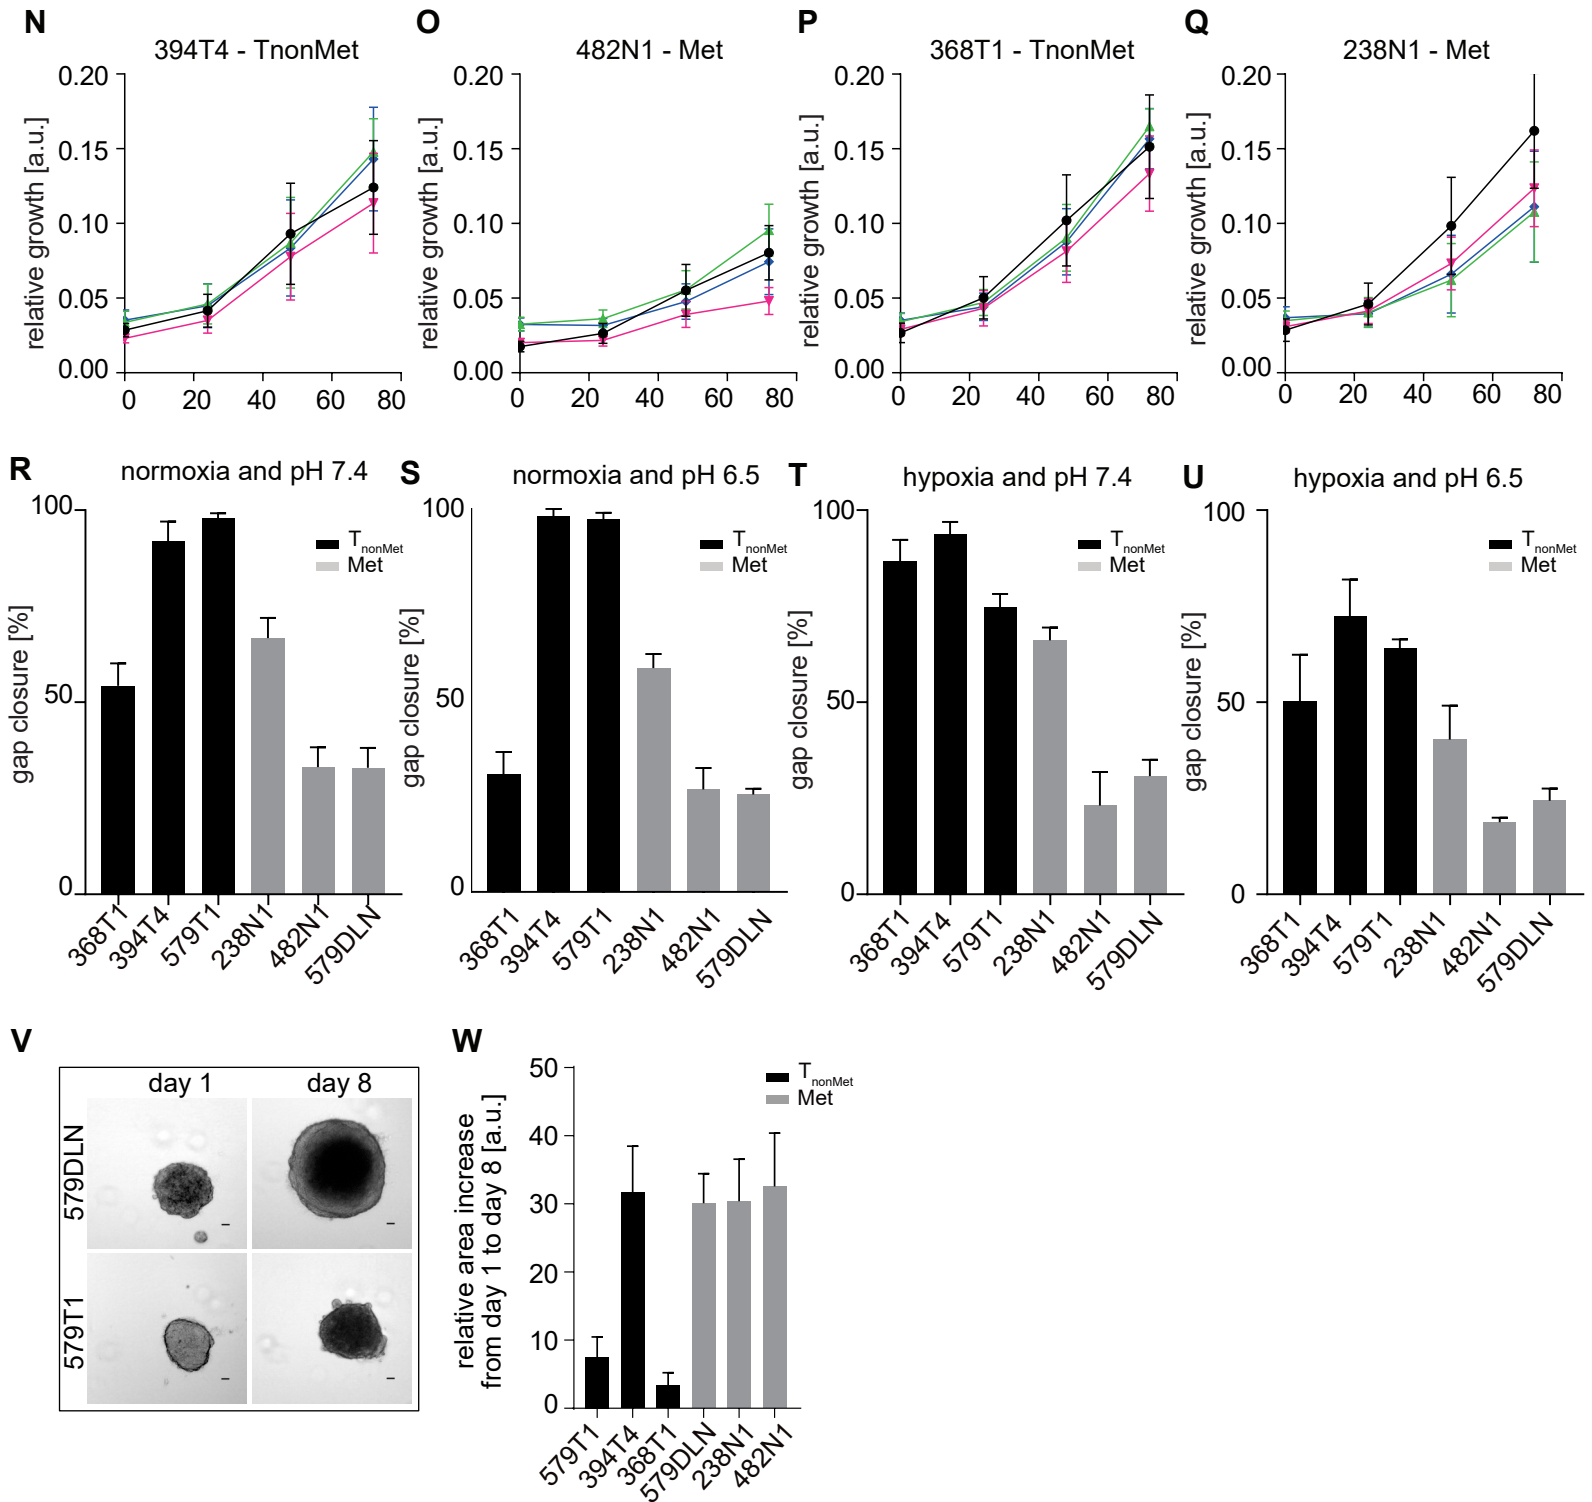 N
394T4 - TnonMet
relative growth [a.u.]
0.20
0.15
0.10
0.05
0.00
0 20 40 60 80
O
482N1 - Met
relative growth [a.u.]
0.20
0.15
0.10
0.05
0.00
0 20 40 60 80
P
368T1 - TnonMet
relative growth [a.u.]
0.20
0.15
0.10
0.05
0.00
0 20 40 60 80
Q
238N1 - Met
relative growth [a.u.]
0.20
0.15
0.10
0.05
0.00
0 20 40 60 80
R
normoxia and pH 7.4
gap closure [%]
100
50
0
TnonMet
Met
368T1 394T4 579T1 238N1 482N1 579DLN
S
normoxia and pH 6.5
gap closure [%]
100
50
0
TnonMet
Met
368T1 394T4 579T1 238N1 482N1 579DLN
T
hypoxia and pH 7.4
gap closure [%]
100
50
0
TnonMet
Met
368T1 394T4 579T1 238N1 482N1 579DLN
U
hypoxia and pH 6.5
gap closure [%]
100
50
0
TnonMet
Met
368T1 394T4 579T1 238N1 482N1 579DLN
V
day 1 day 8
579DLN
579T1
W
relative area increase
from day 1 to day 8 [a.u.]
50
40
30
20
10
0
TnonMet
Met
579T1 394T4 368T1 579DLN 238N1 482N1